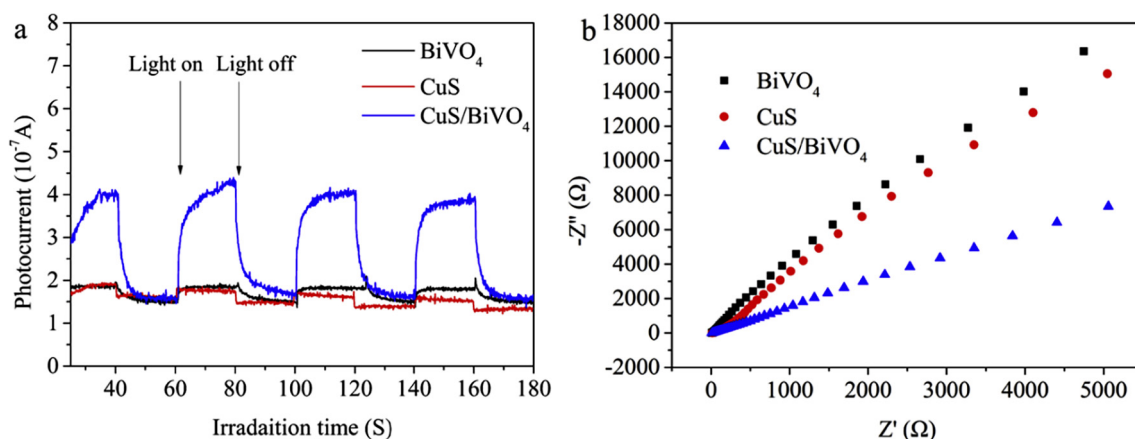 a
8
7
6
5
4
3
2
1
0
Photocurrent (10⁻⁷A)
Light on
Light off
BiVO₄
CuS
CuS/BiVO₄
40 60 80 100 120 140 160 180
Irradaition time (S)
b
18000
16000
14000
12000
10000
8000
6000
4000
2000
0
-2000
-Z'' (Ω)
BiVO₄
CuS
CuS/BiVO₄
0 1000 2000 3000 4000 5000
Z' (Ω)